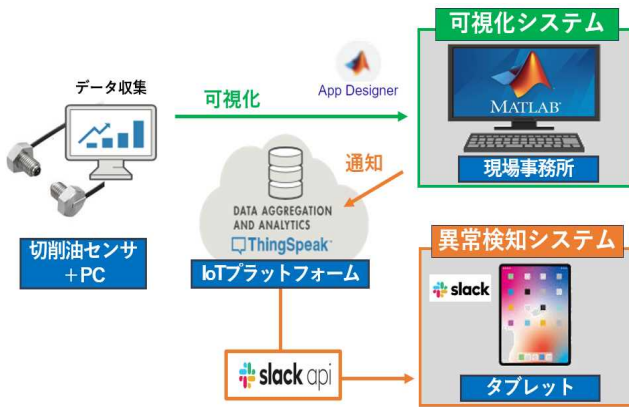 可視化システム
データ収集
可視化
App Designer
MATLAB
現場事務所
通知
DATA AGGREGATION
AND ANALYTICS
ThingSpeak
切削油センサ
+PC
IoTプラットフォーム
異常検知システム
slack
slack api
タブレット